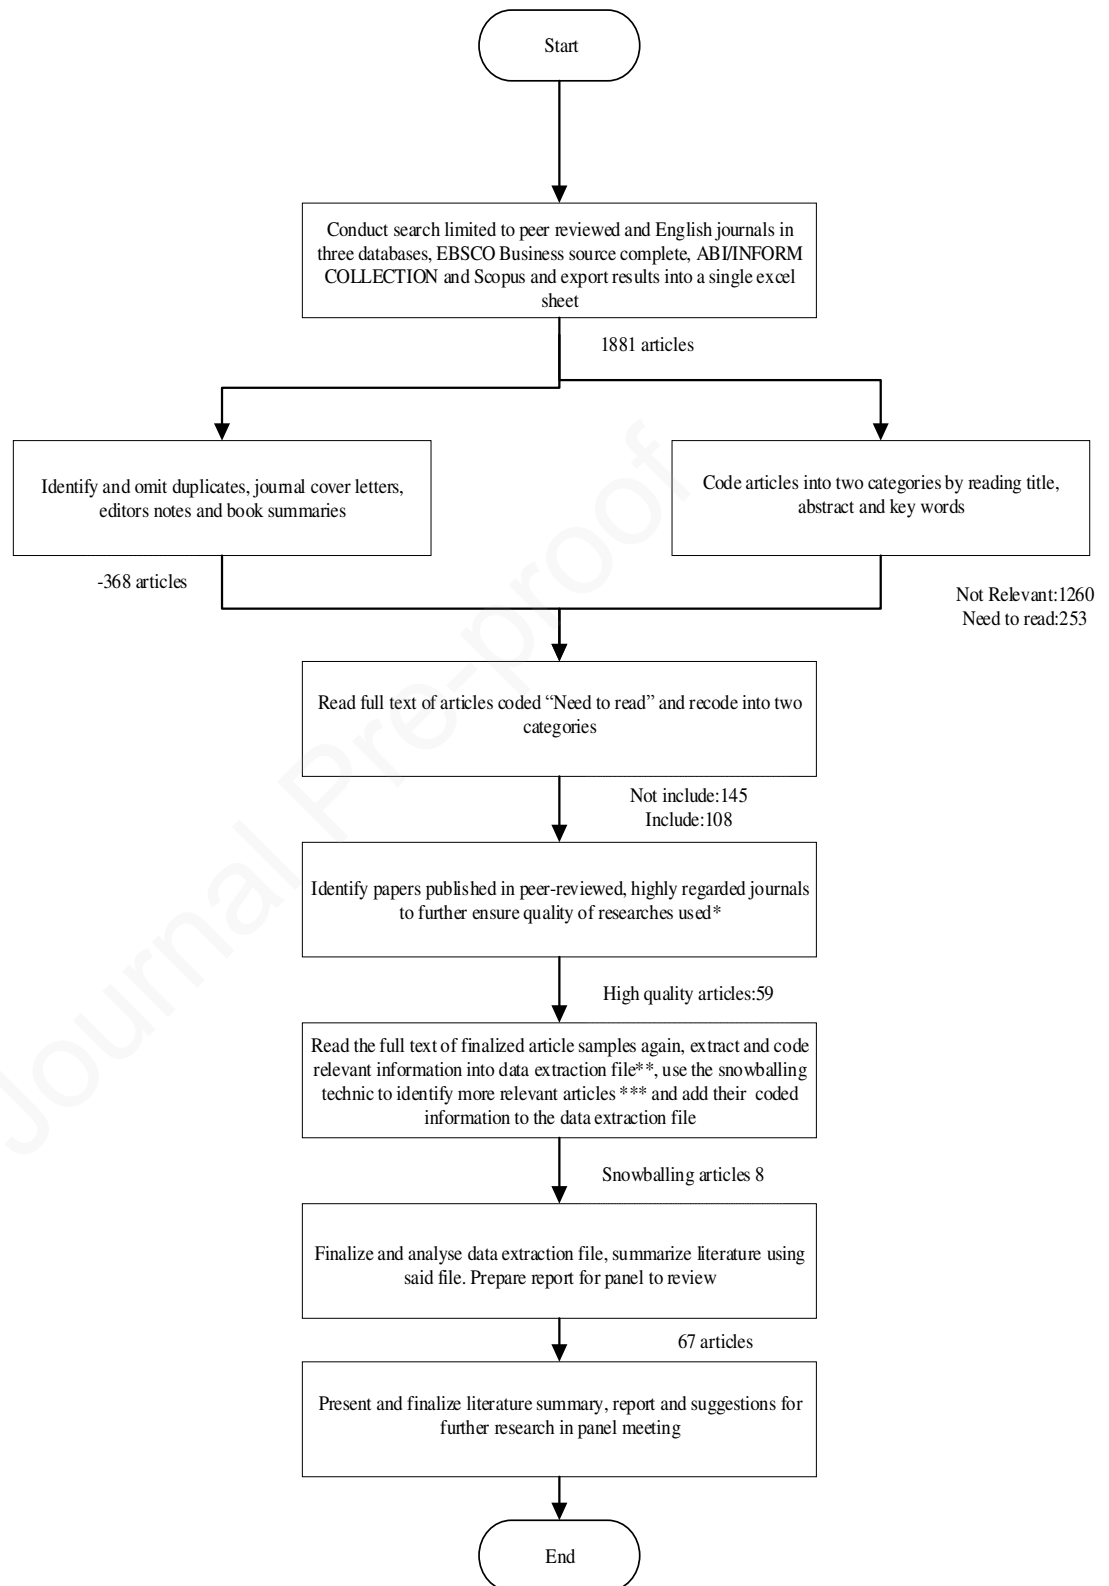 Start
Conduct search limited to peer reviewed and English journals in
three databases, EBSCO Business source complete, ABI/INFORM
COLLECTION and Scopus and export results into a single excel
sheet
1881 articles
Identify and omit duplicates, journal cover letters,
editors notes and book summaries
-368 articles
Code articles into two categories by reading title,
abstract and key words
Not Relevant:1260
Need to read:253
Read full text of articles coded “Need to read” and recode into two
categories
Not include:145
Include:108
Identify papers published in peer-reviewed, highly regarded journals
to further ensure quality of researches used*
High quality articles:59
Read the full text of finalized article samples again, extract and code
relevant information into data extraction file**, use the snowballing
technic to identify more relevant articles *** and add their coded
information to the data extraction file
Snowballing articles 8
Finalize and analyse data extraction file, summarize literature using
said file. Prepare report for panel to review
67 articles
Present and finalize literature summary, report and suggestions for
further research in panel meeting
End
Journal Pre-proof